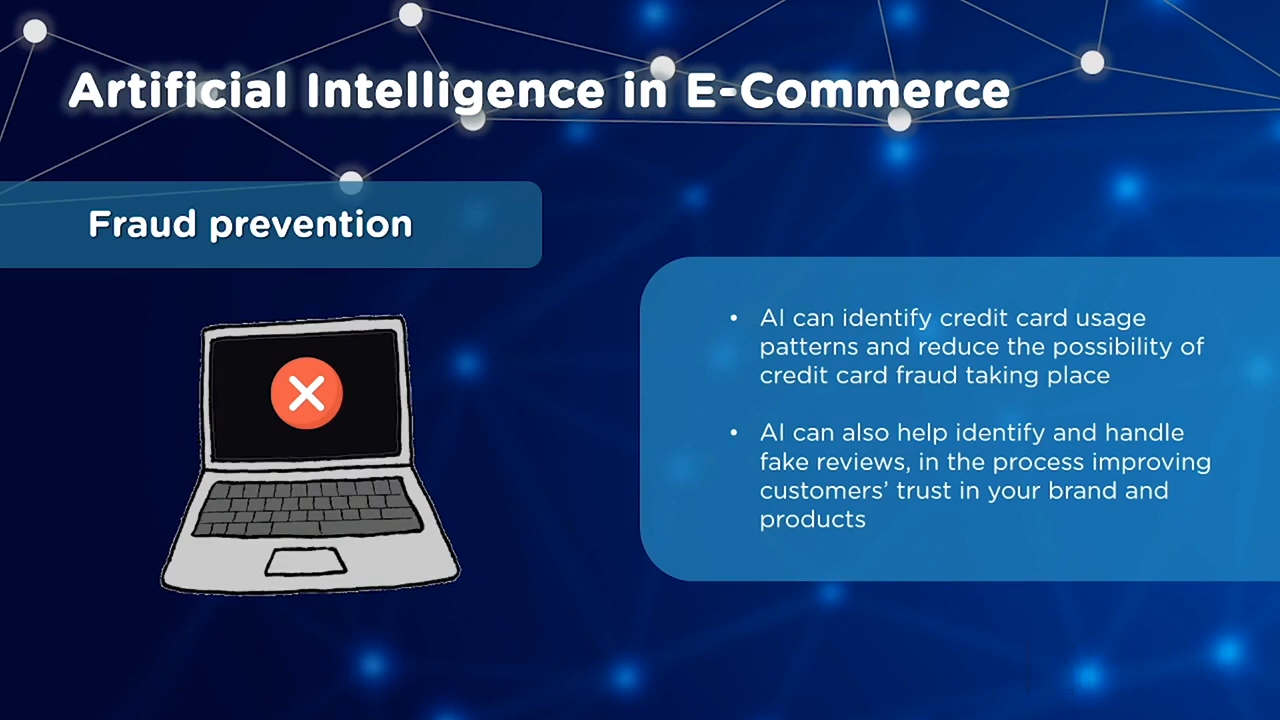 Artificial Intelligence in E-Commerce
Fraud prevention
• AI can identify credit card usage
patterns and reduce the possibility of
credit card fraud taking place
• AI can also help identify and handle
fake reviews, in the process improving
customers’ trust in your brand and
products